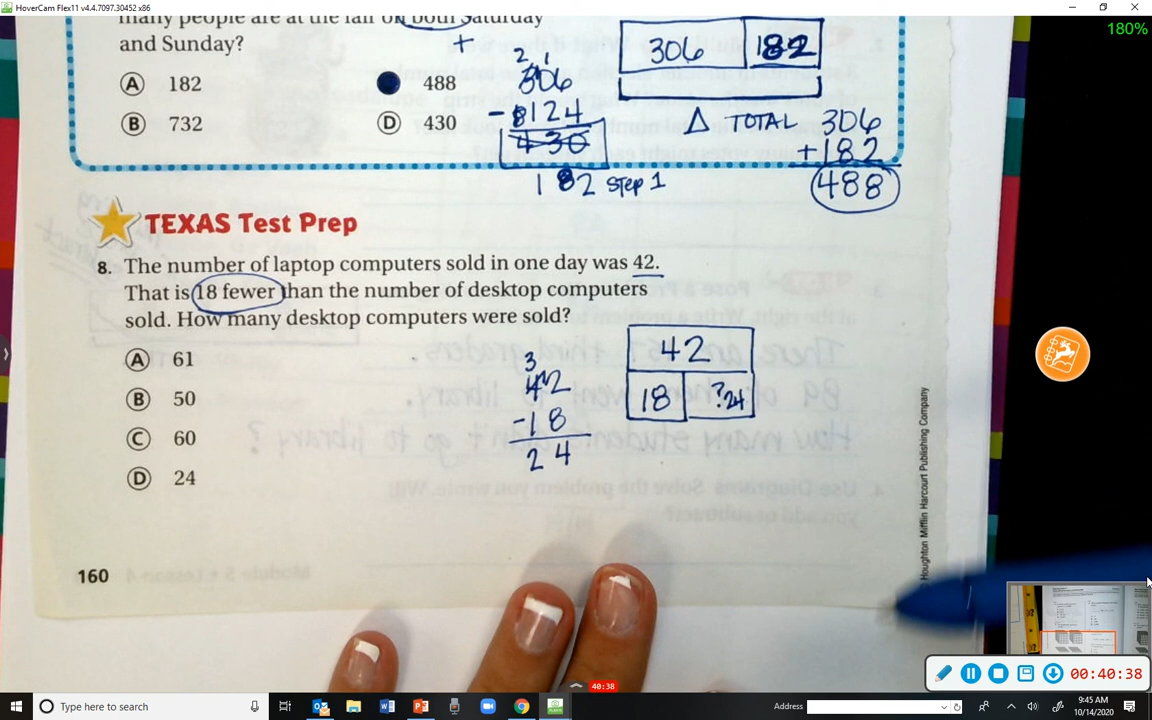 HoverCam Flex11 v4.4.7097.30452 x86
180%
many people are at the fair on both Saturday
and Sunday?
+
A 182
488
B 732
D 430
2 1
306
- 124
430
182 Step 1
306 182
Δ TOTAL 306
+182
488
TEXAS Test Prep
8. The number of laptop computers sold in one day was 42.
That is 18 fewer than the number of desktop computers
sold. How many desktop computers were sold?
A 61
B 50
C 60
D 24
3
42
-18
24
42
18 ? 24
160
Houghton Mifflin Harcourt Publishing Company
00:40:38
40:38
Type here to search
Address
9:45 AM
10/14/2020